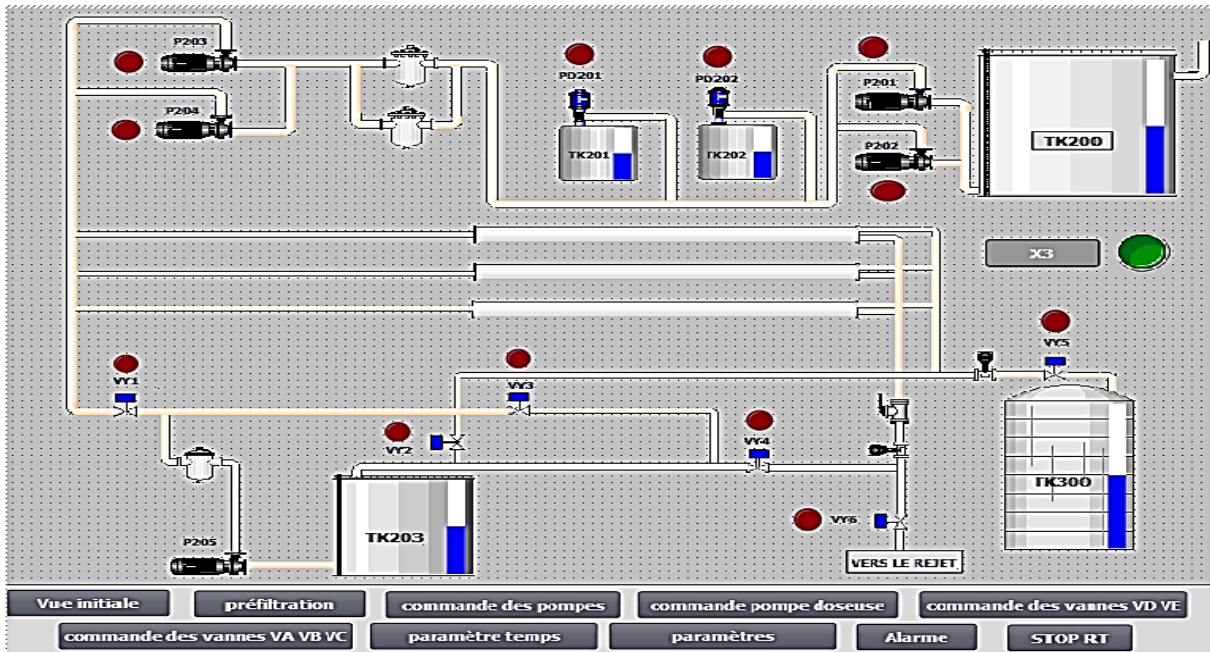 P203
P204
PD201
PD202
P201
P202
TK201
TK202
TK200
X3
VY1
VY2
VY3
VY4
VY5
VY6
TK300
TK203
P205
VERS LE REJET
Vue initiale
préfiltration
commande des pompes
commande pompe doseuse
commande des vannes VD VE
commande des vannes VA VB VC
paramètre temps
paramètres
Alarme
STOP RT